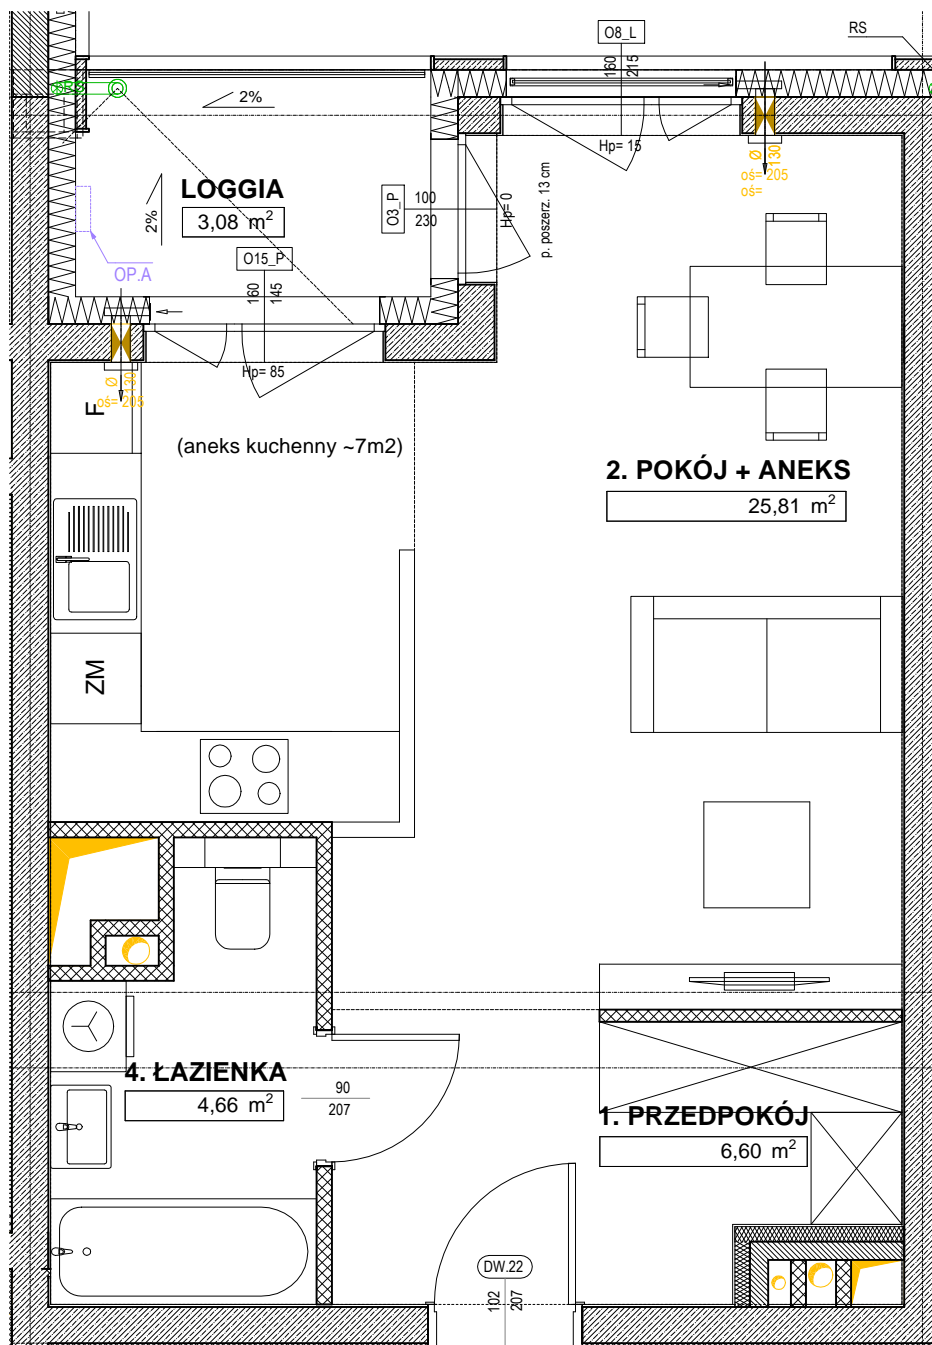 O8_L
RS
160
215
2%
LOGGIA
3,08 m²
2%
OP.A
O3_P
100
230
Hp= 0
p. poszerz. 13 cm
Hp= 15
Ø
130
oś= 205
oś=
O15_P
160
145
Hp= 85
Ø
130
oś= 205
F
(aneks kuchenny ~7m2)
2. POKÓJ + ANEKS
25,81 m²
ZM
4. ŁAZIENKA
4,66 m²
90
207
1. PRZEDPOKÓJ
6,60 m²
DW.22
102
207